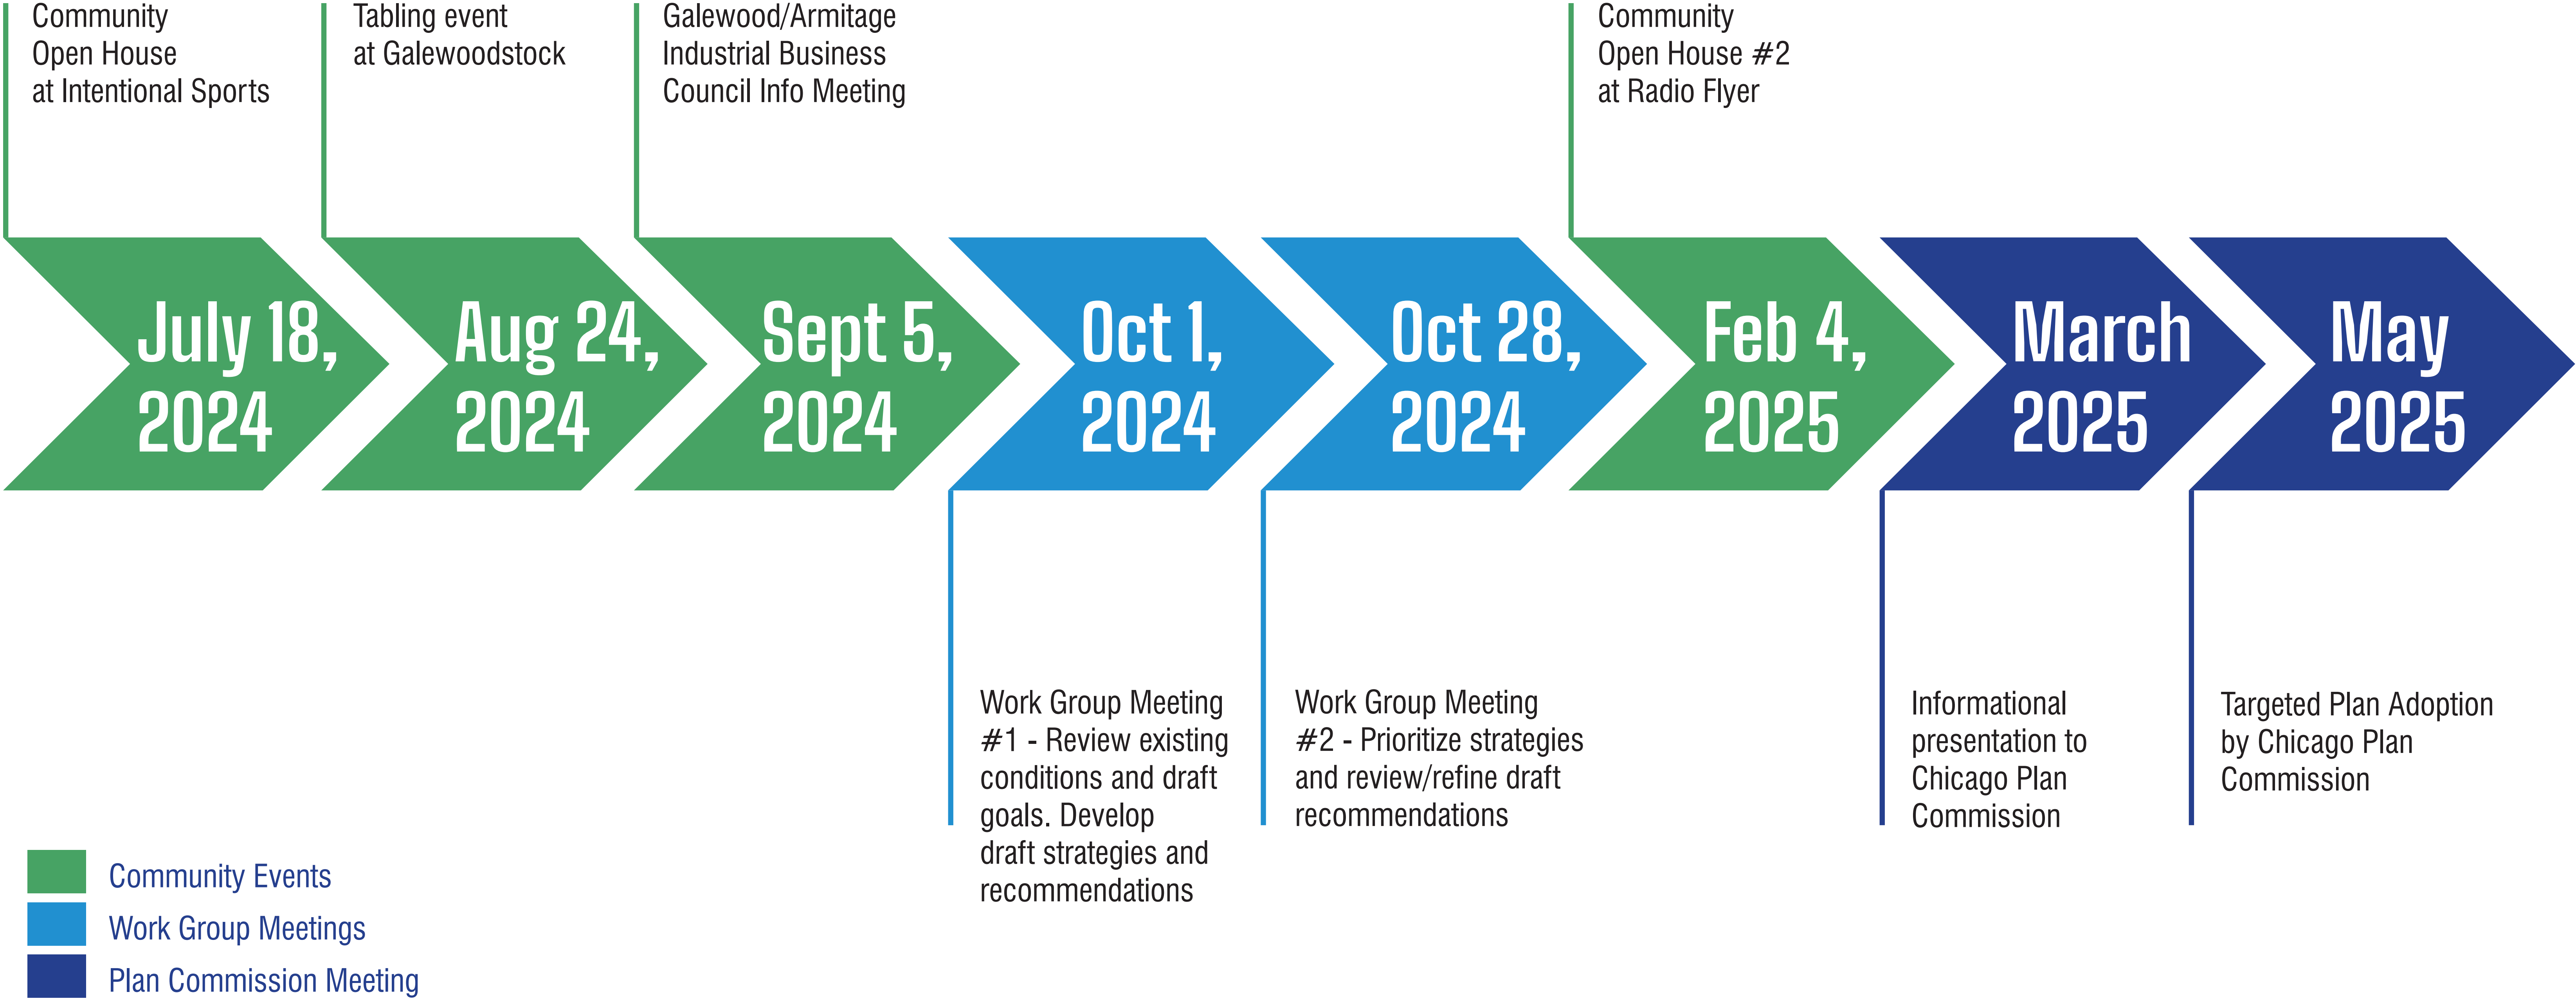 Community
Open House
at Intentional Sports
Tabling event
at Galewoodstock
Galewood/Armitage
Industrial Business
Council Info Meeting
Community
Open House #2
at Radio Flyer
July 18,
2024
Aug 24,
2024
Sept 5,
2024
Oct 1,
2024
Oct 28,
2024
Feb 4,
2025
March
2025
May
2025
Work Group Meeting
#1 - Review existing
conditions and draft
goals. Develop
draft strategies and
recommendations
Work Group Meeting
#2 - Prioritize strategies
and review/refine draft
recommendations
Informational
presentation to
Chicago Plan
Commission
Targeted Plan Adoption
by Chicago Plan
Commission
Community Events
Work Group Meetings
Plan Commission Meeting